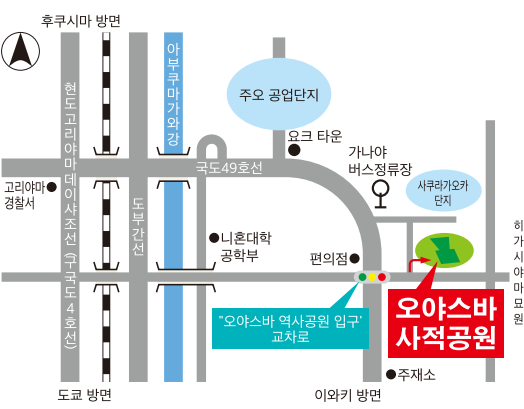 후쿠시마 방면
현도고리야마데이샤조선 (구국도4호선)
아부쿠마가와강
주오 공업단지
요크 타운
국도49호선
가나야
버스정류장
사쿠라가오카
단지
고리야마
경찰서
도부간선
니혼대학
공학부
편의점
히가시야마묘원
"오야스바 역사공원 입구'
교차로
오야스바
사적공원
주재소
도쿄 방면
이와키 방면